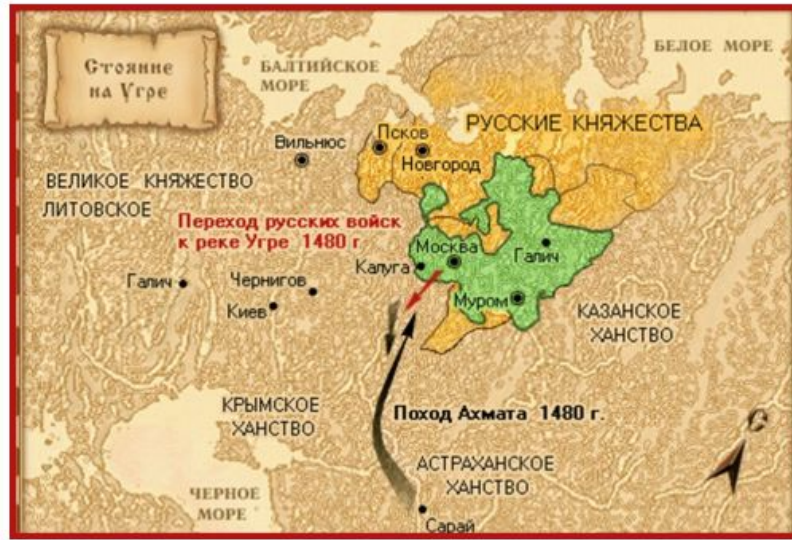 Стояние
на Угре
БАЛТИЙСКОЕ
МОРЕ
БЕЛОЕ МОРЕ
Псков
РУССКИЕ КНЯЖЕСТВА
Вильнюс
Новгород
ВЕЛИКОЕ КНЯЖЕСТВО
ЛИТОВСКОЕ
Переход русских войск
к реке Угре 1480 г
Москва
Галич
Калуга
Галич
Чернигов
Муром
Киев
КАЗАНСКОЕ
ХАНСТВО
КРЫМСКОЕ
ХАНСТВО
Поход Ахмата 1480 г.
С
АСТРАХАНСКОЕ
ХАНСТВО
ЧЕРНОЕ
МОРЕ
Сарай